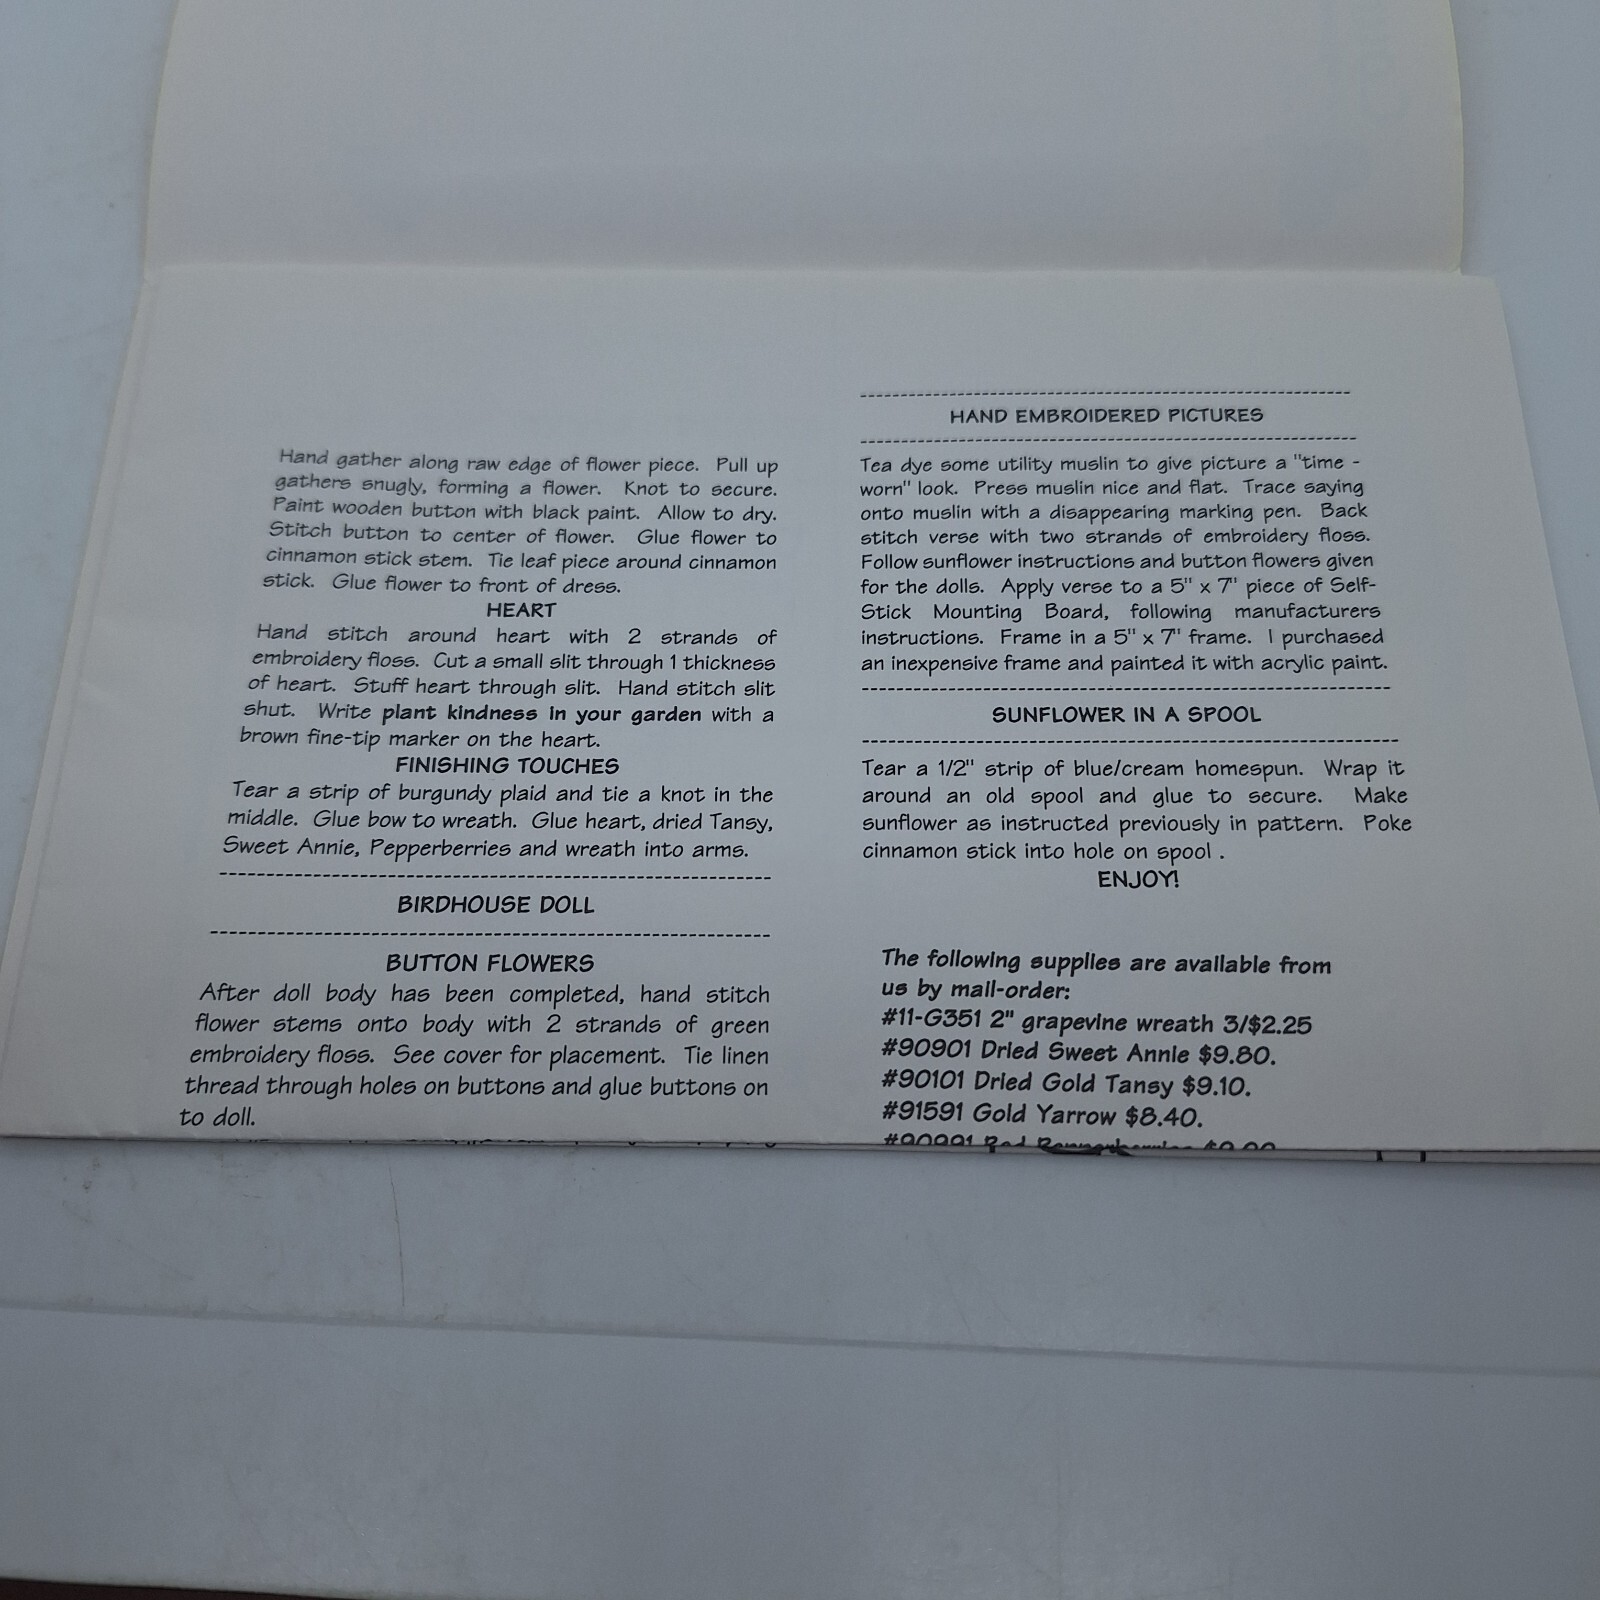 Hand gather along raw edge of flower piece. Pull up
gathers snugly, forming a flower. Knot to secure.
Paint wooden button with black paint. Allow to dry.
Stitch button to center of flower. Glue flower to
cinnamon stick stem. Tie leaf piece around cinnamon
stick. Glue flower to front of dress.
HEART
Hand stitch around heart with 2 strands of
embroidery floss. Cut a small slit through 1 thickness
of heart. Stuff heart through slit. Hand stitch slit
shut. Write plant kindness in your garden with a
brown fine-tip marker on the heart.
FINISHING TOUCHES
Tear a strip of burgundy plaid and tie a knot in the
middle. Glue bow to wreath. Glue heart, dried Tansy,
Sweet Annie, Pepperberries and wreath into arms.
BIRDHOUSE DOLL
BUTTON FLOWERS
After doll body has been completed, hand stitch
flower stems onto body with 2 strands of green
embroidery floss. See cover for placement. Tie linen
thread through holes on buttons and glue buttons on
to doll.
HAND EMBROIDERED PICTURES
Tea dye some utility muslin to give picture a "time -
worn" look. Press muslin nice and flat. Trace saying
onto muslin with a disappearing marking pen. Back
stitch verse with two strands of embroidery floss.
Follow sunflower instructions and button flowers given
for the dolls. Apply verse to a 5" x 7" piece of Self-
Stick Mounting Board, following manufacturers
instructions. Frame in a 5" x 7" frame. I purchased
an inexpensive frame and painted it with acrylic paint.
SUNFLOWER IN A SPOOL
Tear a 1/2" strip of blue/cream homespun. Wrap it
around an old spool and glue to secure. Make
sunflower as instructed previously in pattern. Poke
cinnamon stick into hole on spool .
ENJOY!
The following supplies are available from
us by mail-order:
#11-G351 2" grapevine wreath 3/$2.25
#90901 Dried Sweet Annie $9.80.
#90101 Dried Gold Tansy $9.10.
#91591 Gold Yarrow $8.40.
#90991 Red Pepperberries